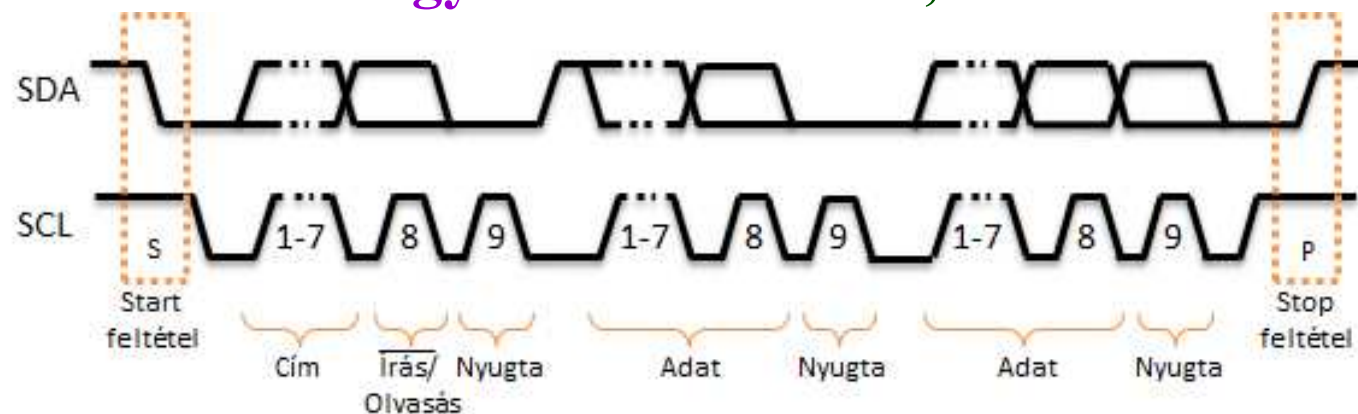 SDA
SCL
S 1-7 8 9 1-7 8 9 1-7 8 9 P
Start
feltétel
Cím
Írás/
Olvasás
Nyugta
Adat
Nyugta
Adat
Nyugta
Stop
feltétel